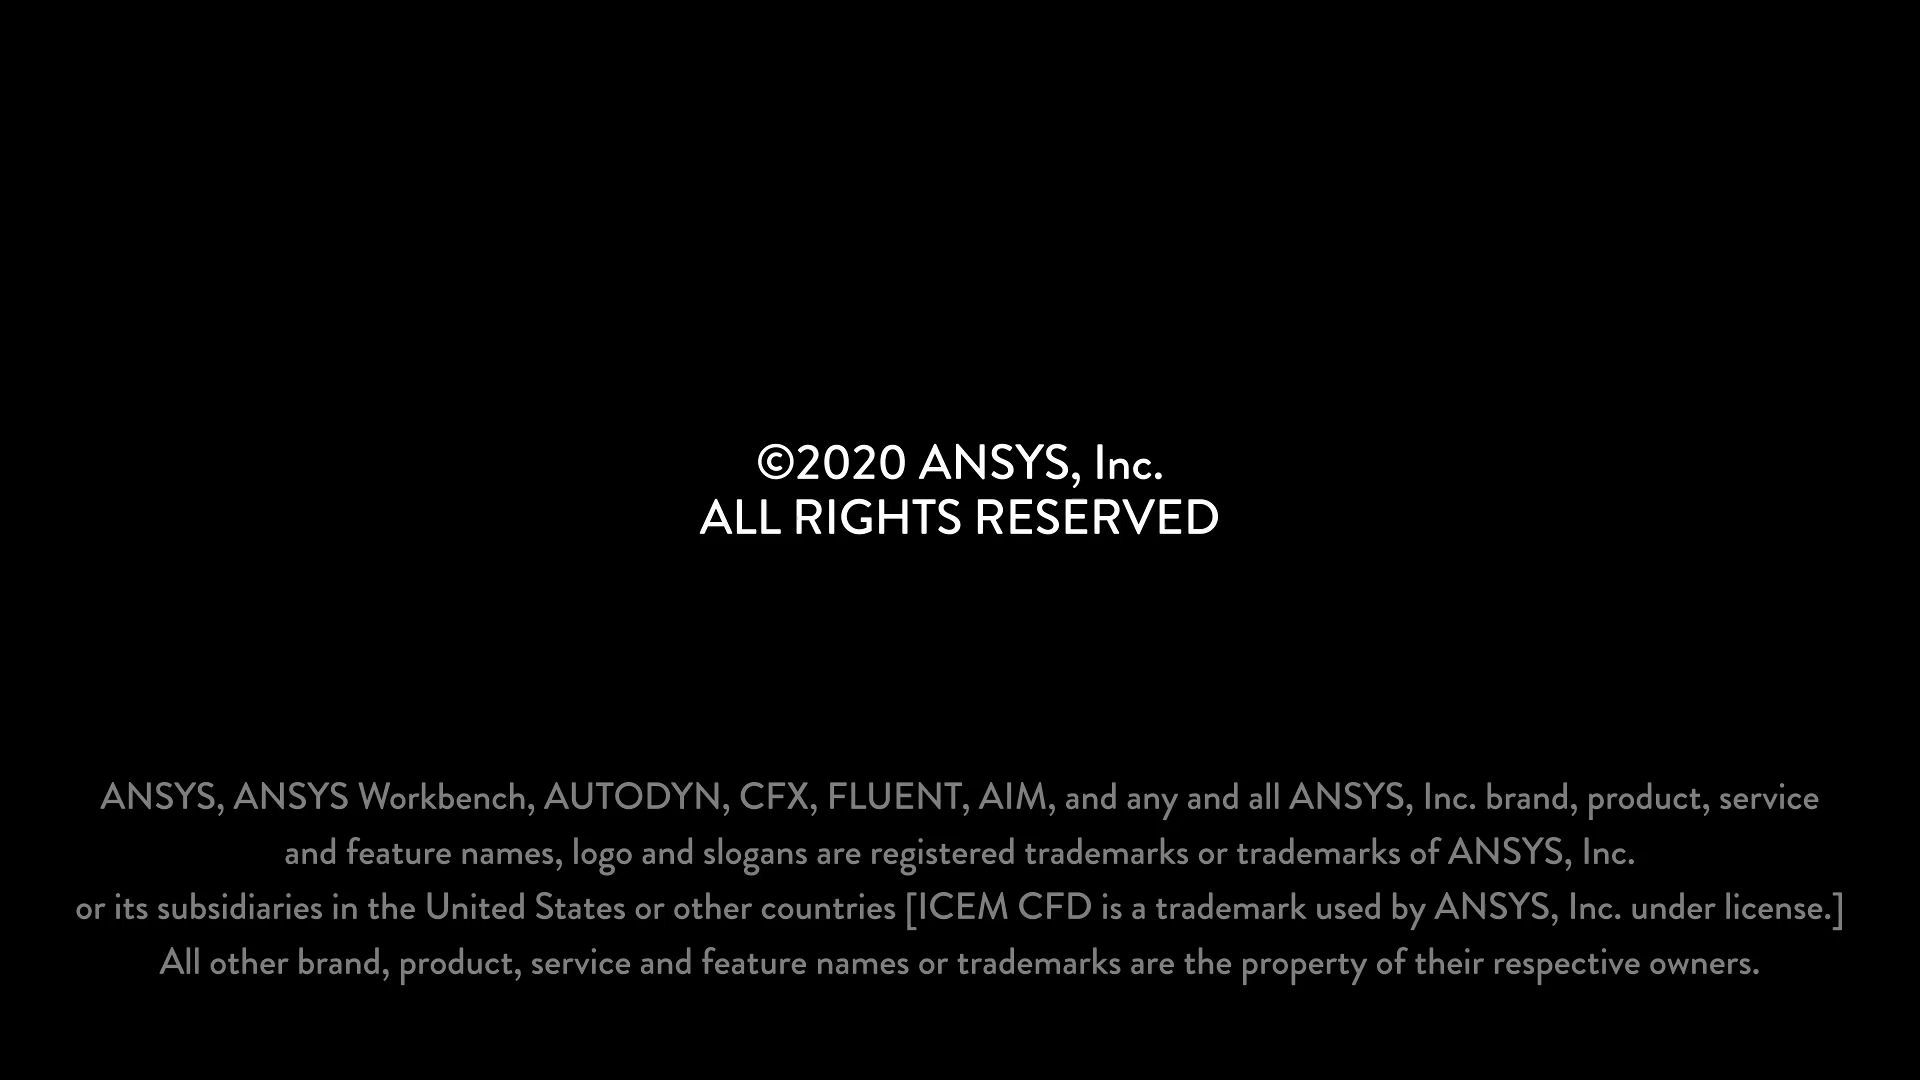 ©2020 ANSYS, Inc.
ALL RIGHTS RESERVED
ANSYS, ANSYS Workbench, AUTODYN, CFX, FLUENT, AIM, and any and all ANSYS, Inc. brand, product, service
and feature names, logo and slogans are registered trademarks or trademarks of ANSYS, Inc.
or its subsidiaries in the United States or other countries [ICEM CFD is a trademark used by ANSYS, Inc. under license.]
All other brand, product, service and feature names or trademarks are the property of their respective owners.